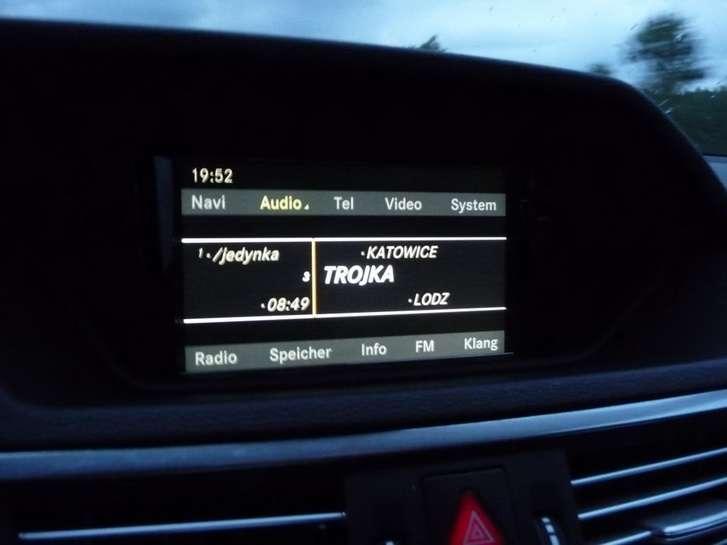 19:52
Navi Audio Tel Video System
1 ·/jedynka ·KATOWICE
3 TROJKA
·08:49 ·LODZ
Radio Speicher Info FM Klang